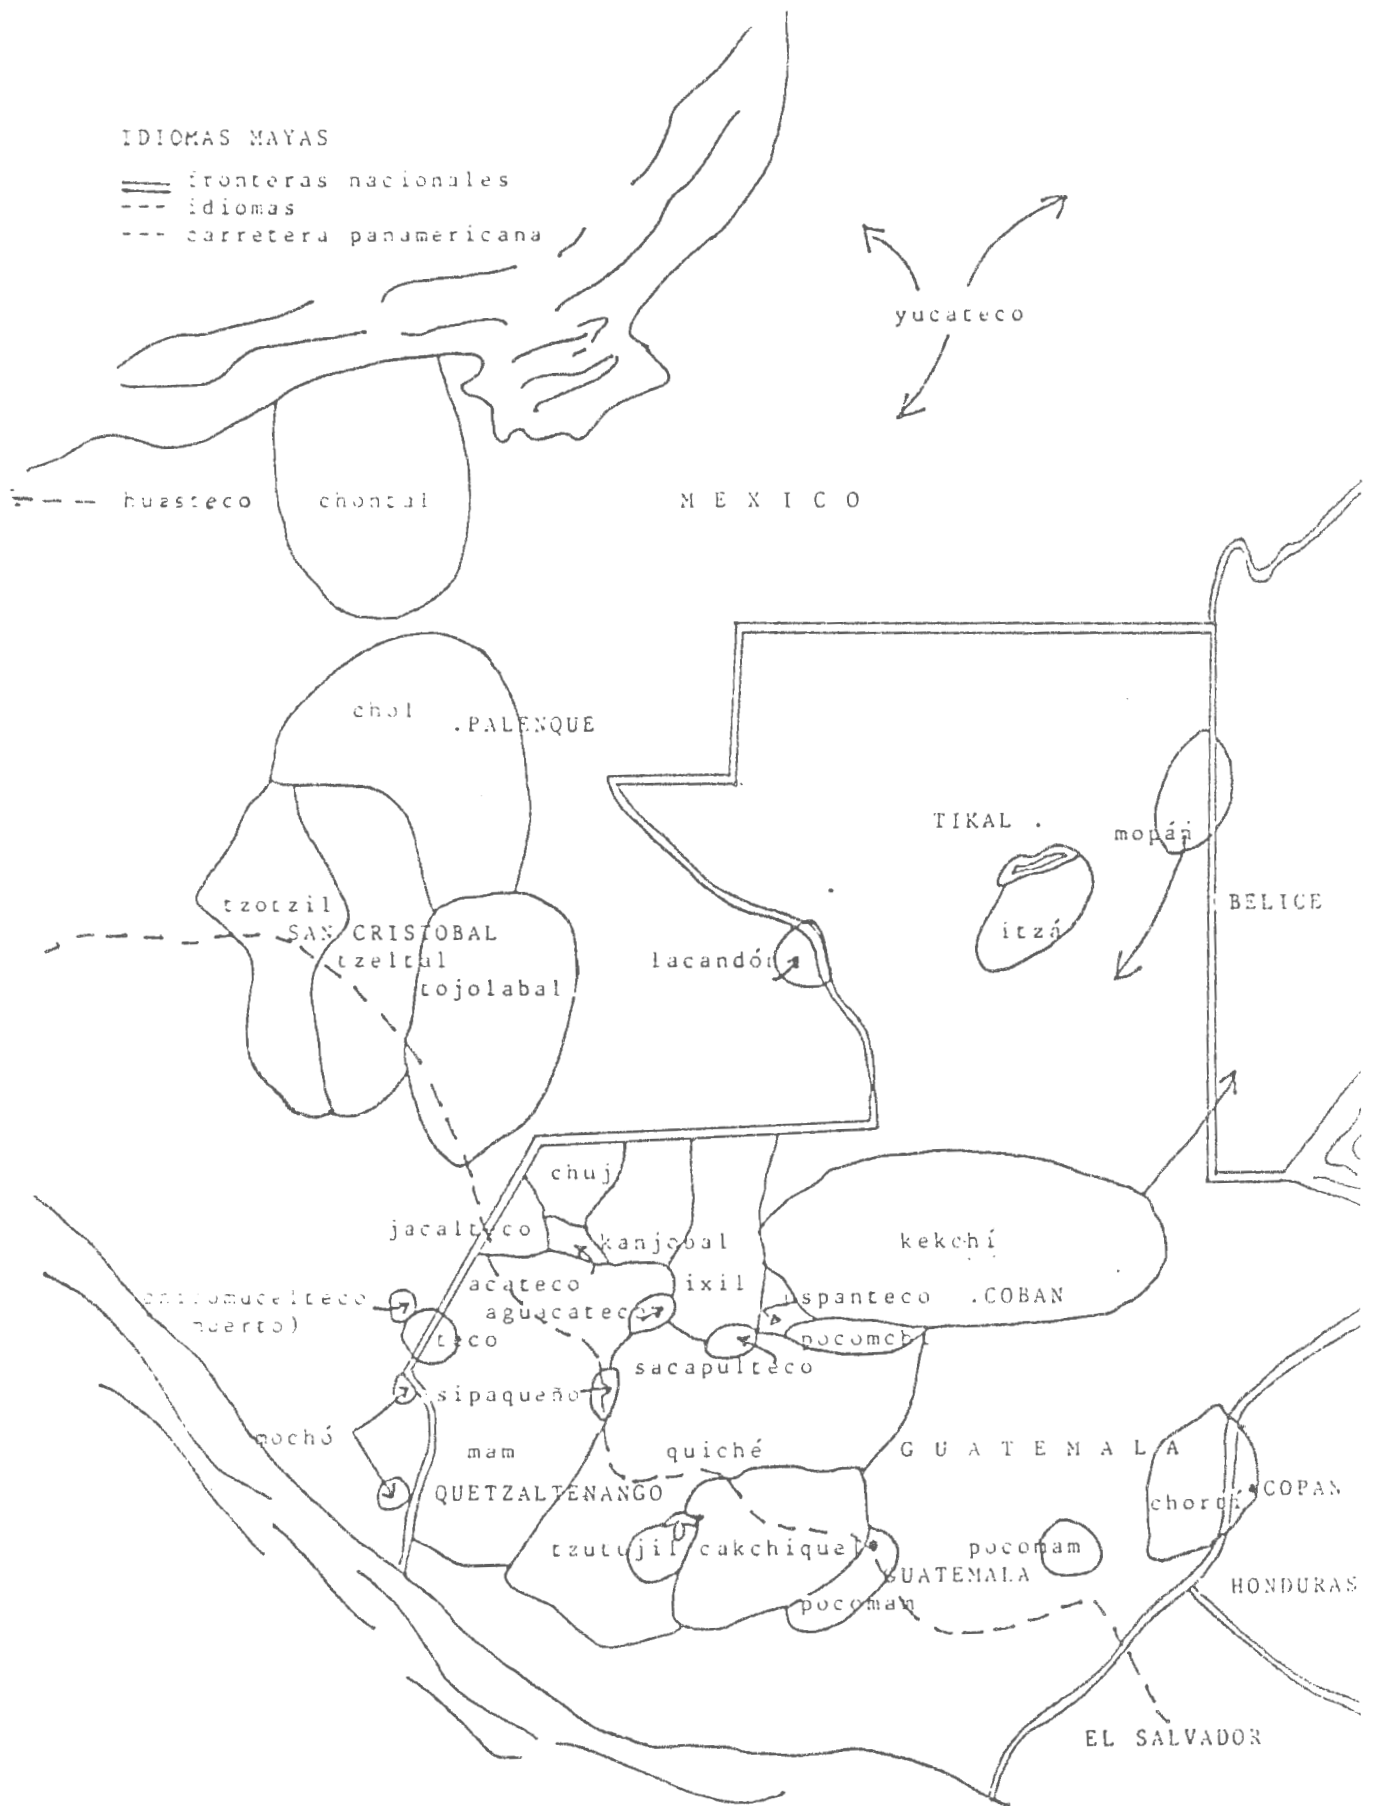 IDIOMAS MAYAS
fronteras nacionales
idiomas
carretera panamericana
yucateco
huasteco
chontal
M E X I C O
chol
.PALENQUE
TIKAL .
mopán
tzotzil
BELICE
SAN CRISTOBAL
itzá
tzeltal
lacandón
tojolabal
chuj
jacalteco
kanjobal
kekchí
acateco
ixil
uspanteco
.COBAN
aguacateco
teco
pocomchí
sacapulteco
muerto)
sipaqueño
mochó
mam
quiché
G U A T E M A L A
QUETZALTENANGO
chortí
COPAN
tzutujil
cakchiquel
pocomam
GUATEMALA
HONDURAS
pocomam
EL SALVADOR